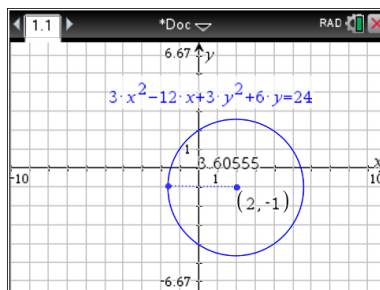 1.1 *Doc RAD
6.67 y
3·x²−12·x+3·y²+6·y=24
1
3.60555 x
-10 1 10
(2,-1)
-6.67